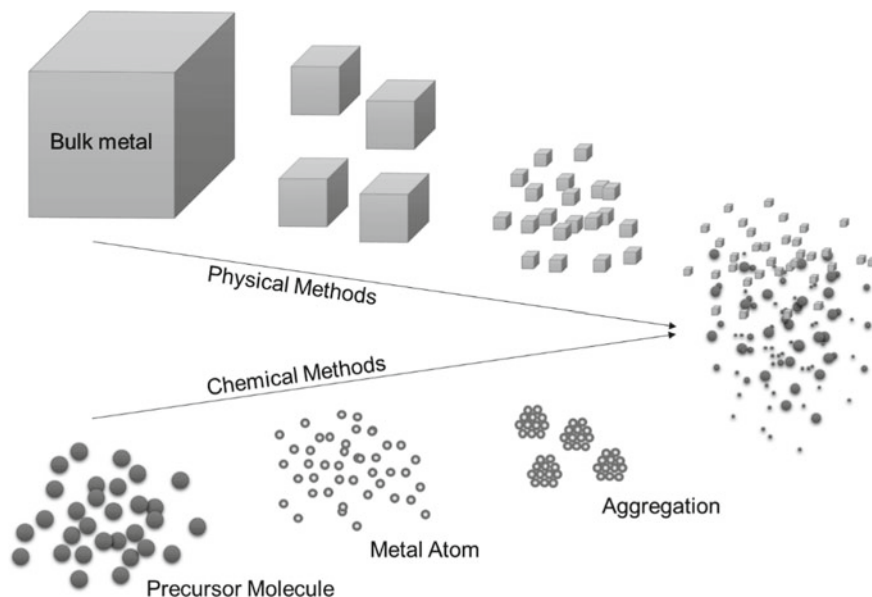 Bulk metal
Physical Methods
Chemical Methods
Aggregation
Metal Atom
Precursor Molecule